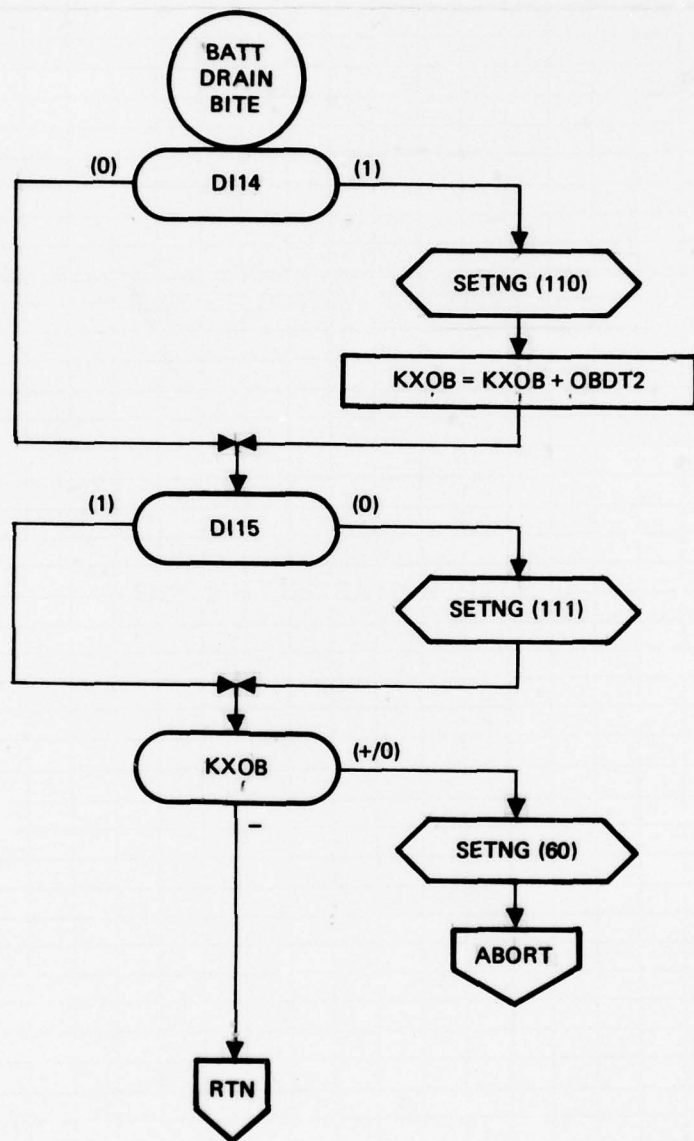 BATT
DRAIN
BITE
(0)
DI14
(1)
SETNG (110)
KXOB = KXOB + OBDT2
(1)
DI15
(0)
SETNG (111)
KXOB
(+/0)
–
SETNG (60)
ABORT
RTN